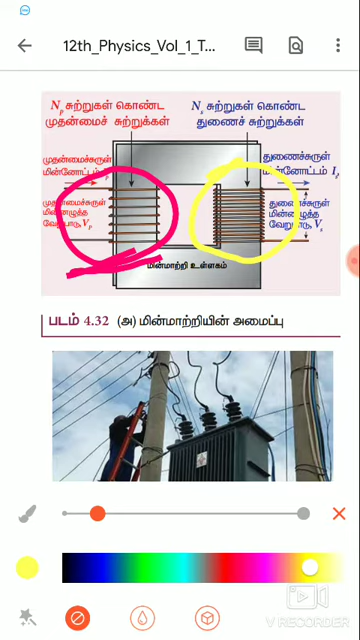 12th_Physics_Vol_1_T...
Np சுற்றுகள் கொண்ட
முதன்மைச் சுற்றுக்கள்
Ns சுற்றுகள் கொண்ட
துணைச் சுற்றுக்கள்
முதன்மைச்சுருள்
மின்னோட்டம் I
முதன்மைச்சுருள்
மின்னழுத்த
வேறுபாடு, Vp
துணைச்சுருள்
மின்னோட்டம் Ip
துணைச்சுருள்
மின்னழுத்த
வேறுபாடு, Vs
மின்மாற்றி உள்ளகம்
படம் 4.32 (அ) மின்மாற்றியின் அமைப்பு
V RECORDER